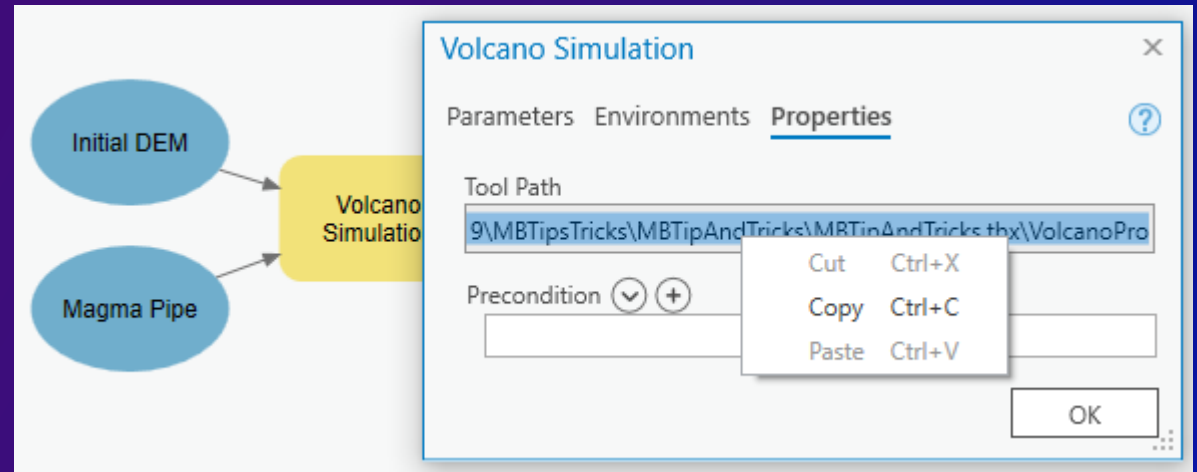 Initial DEM
Magma Pipe
Volcano
Simulatio
Volcano Simulation
Parameters Environments Properties
Tool Path
9\MBTipsTricks\MBTipAndTricks\MBTipAndTricks.tbx\VolcanoPro
Precondition
Cut Ctrl+X
Copy Ctrl+C
Paste Ctrl+V
OK